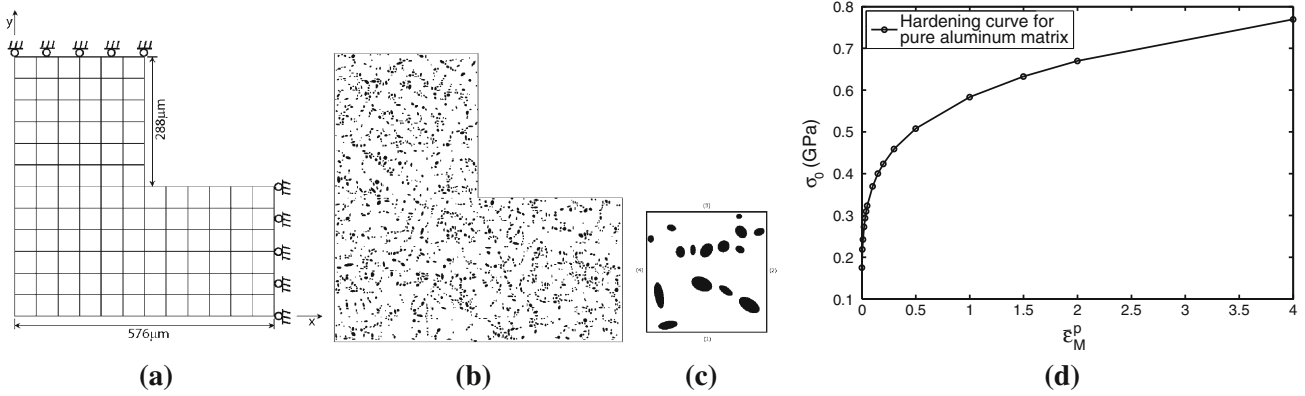 y
288μm
x
576μm
(a)
(b)
(3)
(4)
(2)
(1)
(c)
0.8
0.7
0.6
0.5
0.4
0.3
0.2
0.1
σ₀ (GPa)
Hardening curve for
pure aluminum matrix
0 0.5 1 1.5 2 2.5 3 3.5 4
ε̄ᵖ_M
(d)